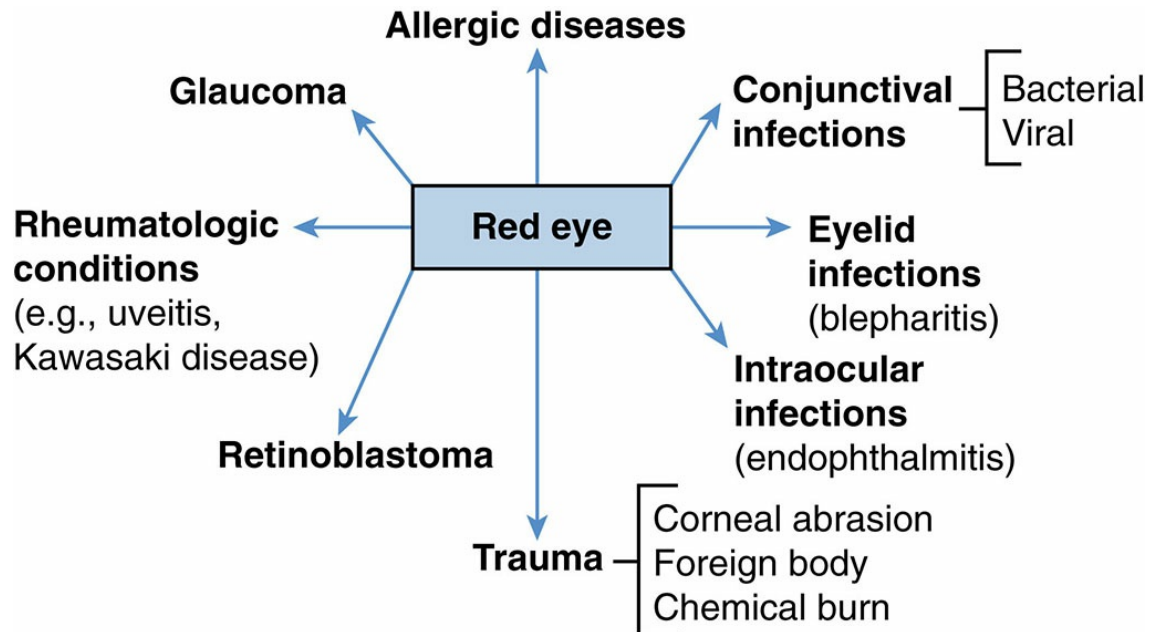 Allergic diseases
Glaucoma
Conjunctival
infections
Bacterial
Viral
Red eye
Rheumatologic
conditions
(e.g., uveitis,
Kawasaki disease)
Eyelid
infections
(blepharitis)
Intraocular
infections
(endophthalmitis)
Retinoblastoma
Trauma
Corneal abrasion
Foreign body
Chemical burn